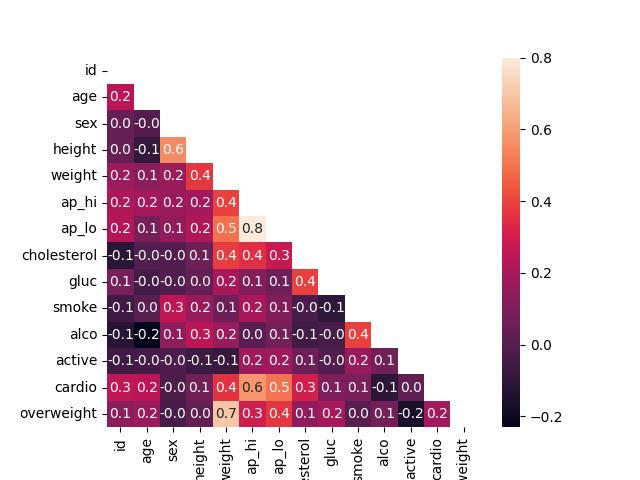 id
age 0.2
sex 0.0 -0.0
height 0.0 -0.1 0.6
weight 0.2 0.1 0.2 0.4
ap_hi 0.2 0.2 0.2 0.2 0.4
ap_lo 0.2 0.1 0.1 0.2 0.5 0.8
cholesterol -0.1 -0.0 -0.0 0.1 0.4 0.4 0.3
gluc 0.1 -0.0 -0.0 0.0 0.2 0.1 0.1 0.4
smoke -0.1 0.0 0.3 0.2 0.1 0.2 0.1 -0.0 -0.1
alco -0.1 -0.2 0.1 0.3 0.2 0.0 0.1 -0.1 -0.0 0.4
active -0.1 -0.0 -0.0 -0.1 -0.1 0.2 0.2 0.1 -0.0 0.2 0.1
cardio 0.3 0.2 -0.0 0.1 0.4 0.6 0.5 0.3 0.1 0.1 -0.1 0.0
overweight 0.1 0.2 -0.0 0.0 0.7 0.3 0.4 0.1 0.2 0.0 0.1 -0.2 0.2
id age sex height weight ap_hi ap_lo esterol gluc smoke alco active cardio weight
0.8
0.6
0.4
0.2
0.0
−0.2